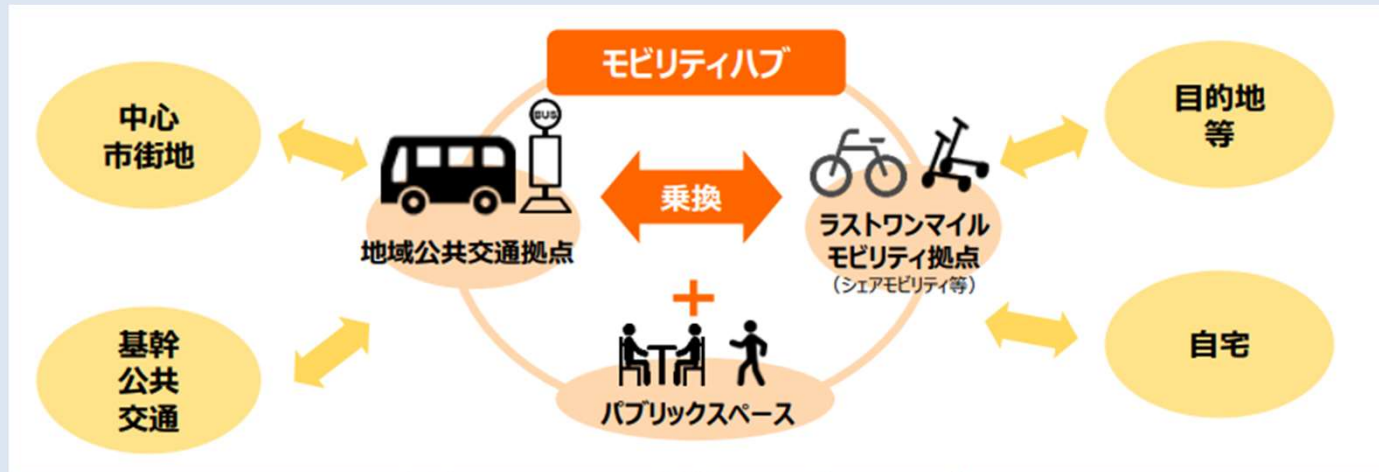 モビリティハブ
中心
市街地
BUS
乗換
目的地
等
地域公共交通拠点
ラストワンマイル
モビリティ拠点
（シェアモビリティ等）
基幹
公共
交通
パブリックスペース
自宅